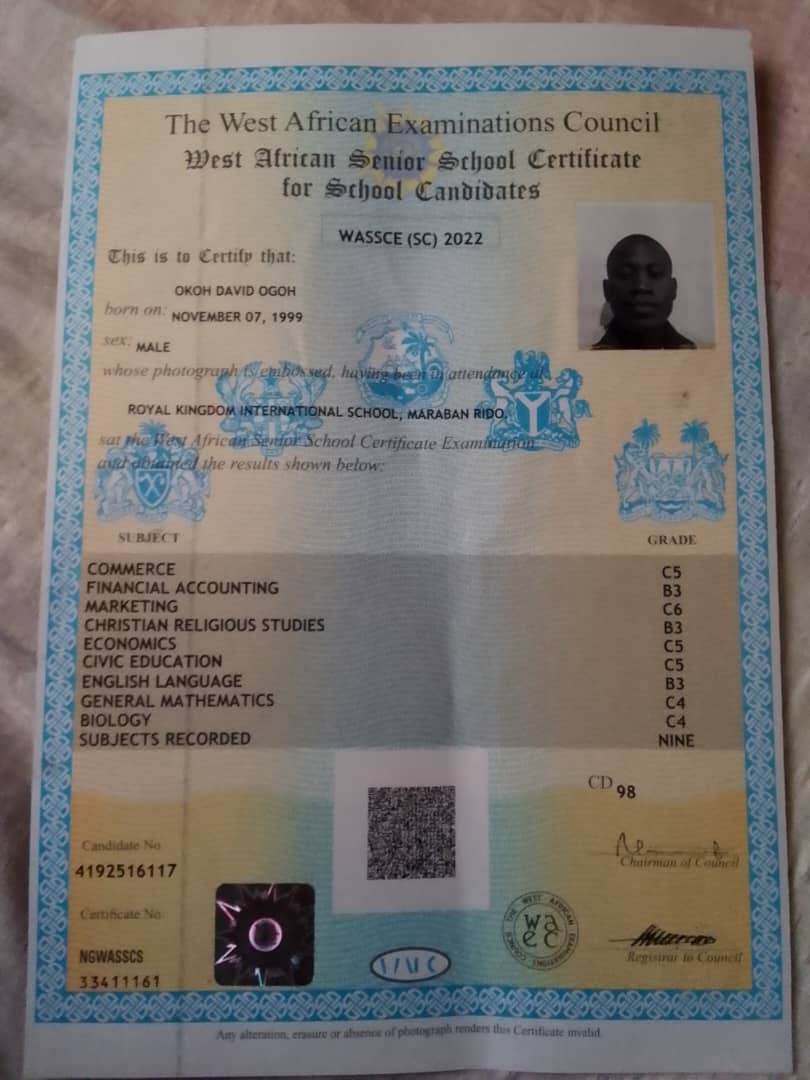 The West African Examinations Council
West African Senior School Certificate
for School Candidates
WASSCE (SC) 2022
This is to Certify that:
OKOH DAVID OGOH
born on: NOVEMBER 07, 1999
sex: MALE
whose photograph is embossed, having been in attendance at
ROYAL KINGDOM INTERNATIONAL SCHOOL, MARABAN RIDO.
sat the West African Senior School Certificate Examination
and obtained the results shown below:
SUBJECT GRADE
COMMERCE C5
FINANCIAL ACCOUNTING B3
MARKETING C6
CHRISTIAN RELIGIOUS STUDIES B3
ECONOMICS C5
CIVIC EDUCATION C5
ENGLISH LANGUAGE B3
GENERAL MATHEMATICS C4
BIOLOGY C4
SUBJECTS RECORDED NINE
CD 98
Candidate No
4192516117
Chairman of Council
Certificate No
NGWASSCS
33411161
THE WEST AFRICAN EXAMINATIONS COUNCIL
waec
Registrar to Council
Any alteration, erasure or absence of photograph renders this Certificate invalid.